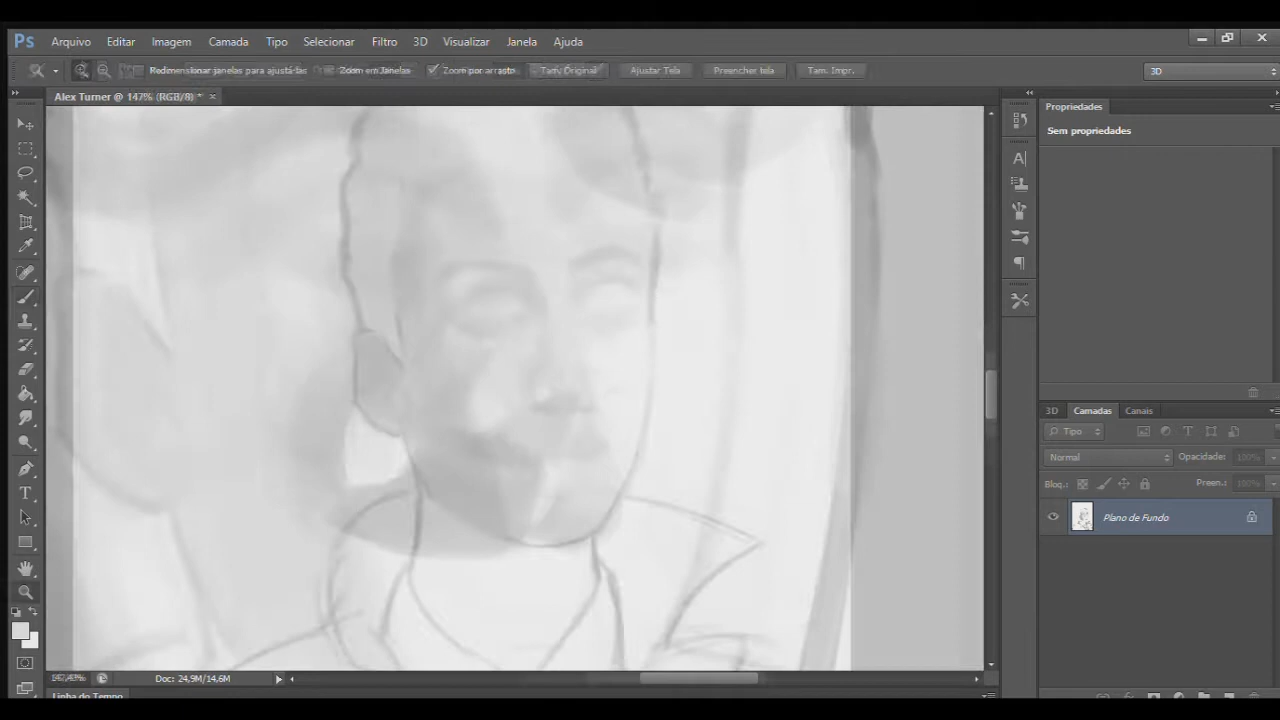 Ps Arquivo Editar Imagem Camada Tipo Selecionar Filtro 3D Visualizar Janela Ajuda
Redimensionar janelas para ajustá-las Zoom em Janelas Zoom por arrasto Tam. Original Ajustar Tela Preencher tela Tam. Impr. 3D
Alex Turner @ 147% (RGB/8) * ×
Propriedades
Sem propriedades
3D Camadas Canais
Tipo
Normal Opacidade: 100%
Bloq.: Preen.: 100%
Plano de Fundo
Doc: 24,9M/14,6M
Linha do Tempo